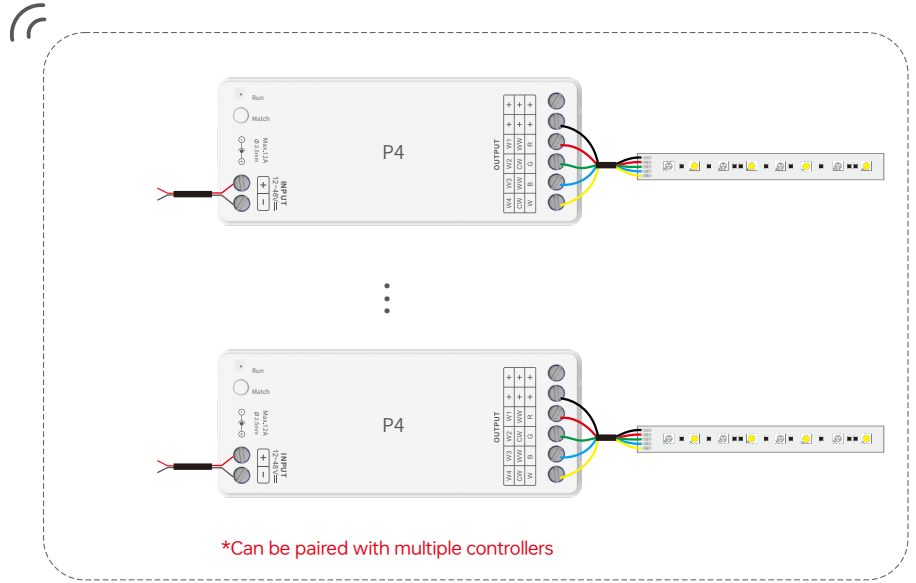 Run
Match
Max.12A
Ø 2.5mm
INPUT
12~48V
+
−
P4
OUTPUT
+ + +
+ + +
W1 WW R
W2 CW G
W3 WW B
W4 CW W
Run
Match
Max.12A
Ø 2.5mm
INPUT
12~48V
+
−
P4
OUTPUT
+ + +
+ + +
W1 WW R
W2 CW G
W3 WW B
W4 CW W
*Can be paired with multiple controllers